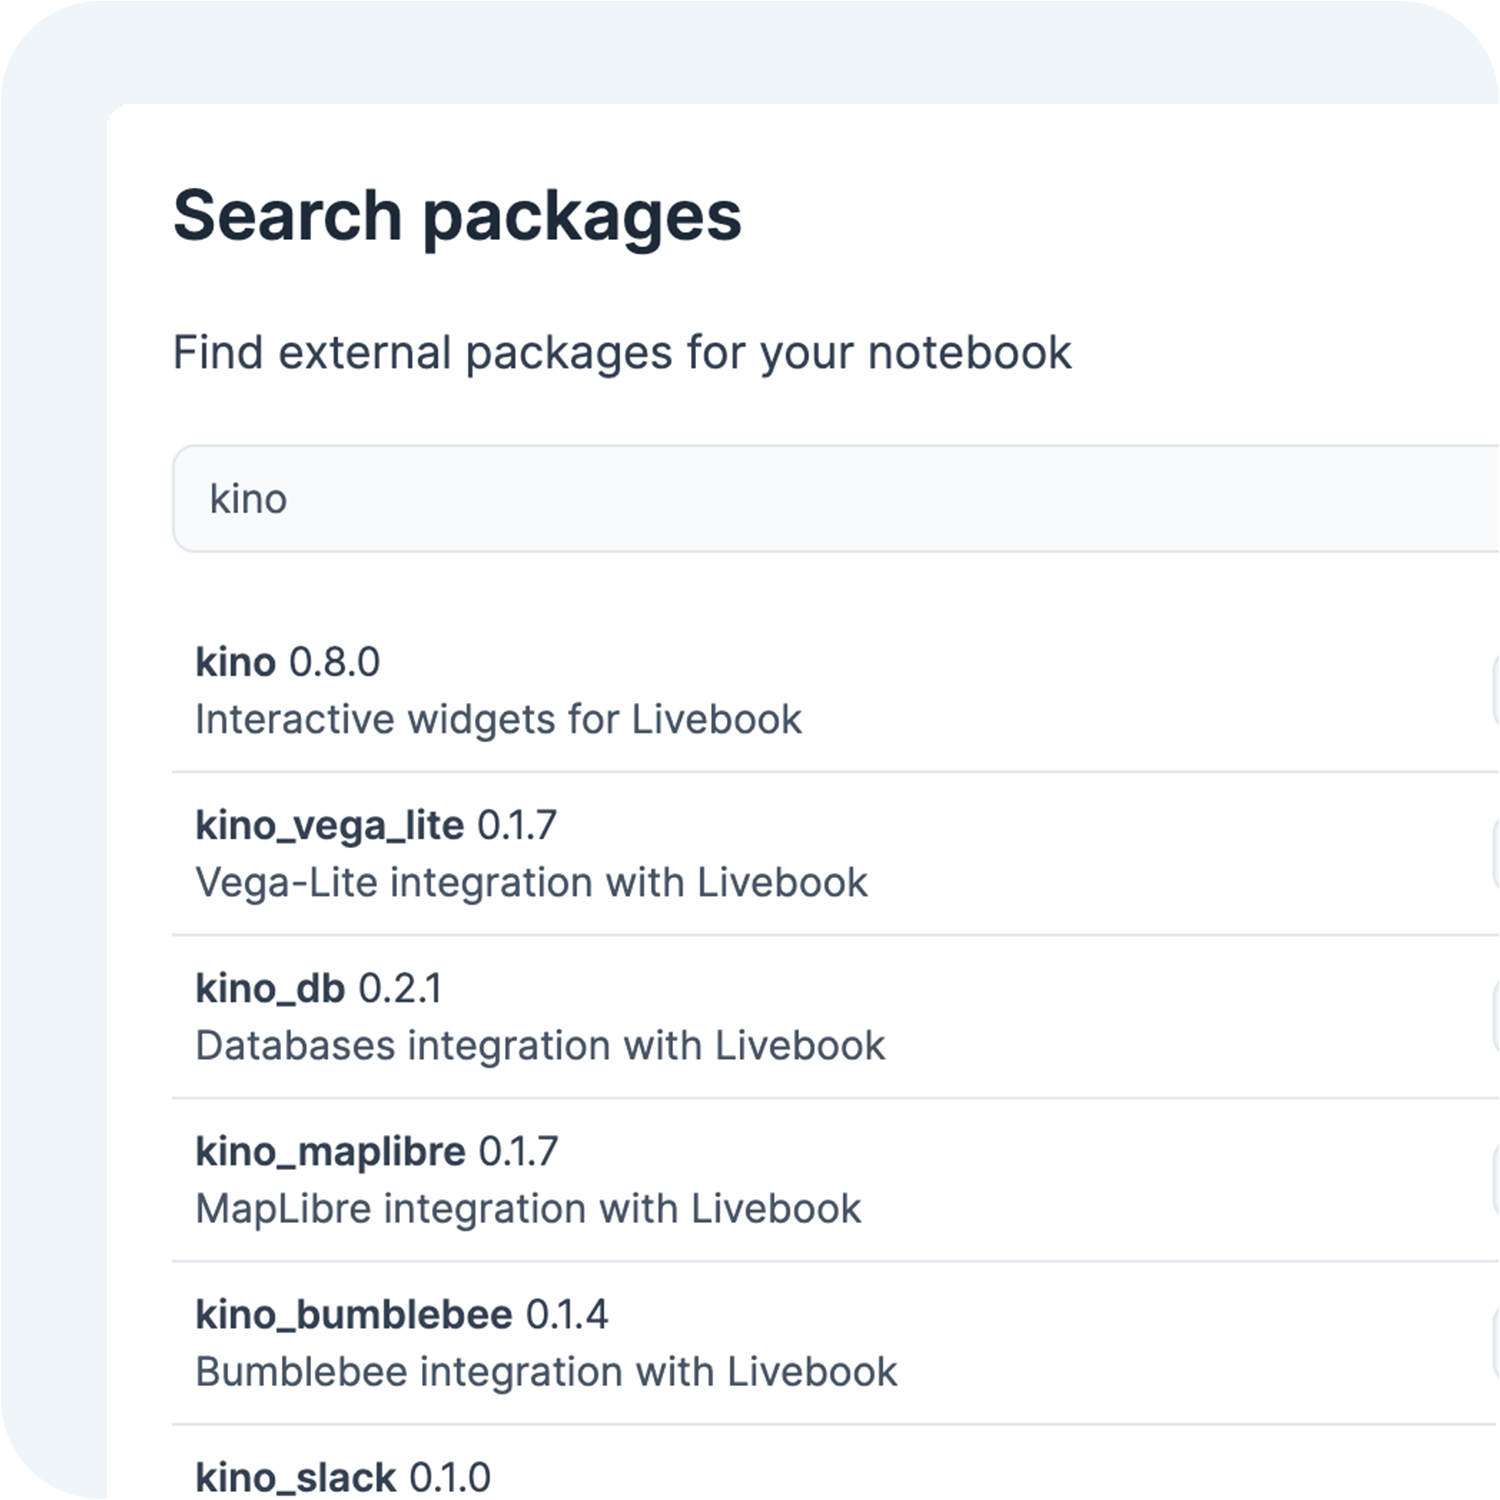 Search packages
Find external packages for your notebook
kino
kino 0.8.0
Interactive widgets for Livebook
kino_vega_lite 0.1.7
Vega-Lite integration with Livebook
kino_db 0.2.1
Databases integration with Livebook
kino_maplibre 0.1.7
MapLibre integration with Livebook
kino_bumblebee 0.1.4
Bumblebee integration with Livebook
kino_slack 0.1.0